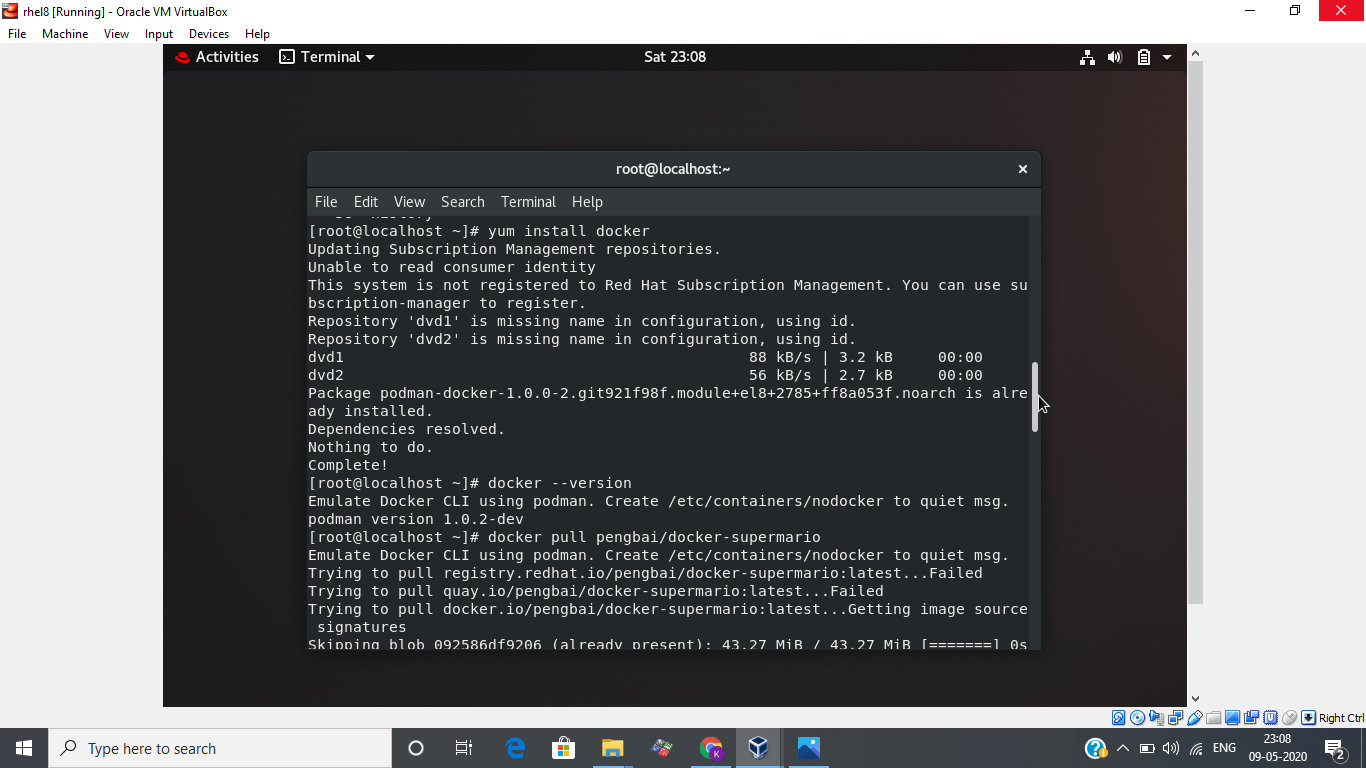 rhel8 [Running] - Oracle VM VirtualBox
File Machine View Input Devices Help
Activities Terminal Sat 23:08
root@localhost:~
File Edit View Search Terminal Help
[root@localhost ~]# yum install docker
Updating Subscription Management repositories.
Unable to read consumer identity
This system is not registered to Red Hat Subscription Management. You can use su
bscription-manager to register.
Repository 'dvd1' is missing name in configuration, using id.
Repository 'dvd2' is missing name in configuration, using id.
dvd1 88 kB/s | 3.2 kB 00:00
dvd2 56 kB/s | 2.7 kB 00:00
Package podman-docker-1.0.0-2.git921f98f.module+el8+2785+ff8a053f.noarch is alre
ady installed.
Dependencies resolved.
Nothing to do.
Complete!
[root@localhost ~]# docker --version
Emulate Docker CLI using podman. Create /etc/containers/nodocker to quiet msg.
podman version 1.0.2-dev
[root@localhost ~]# docker pull pengbai/docker-supermario
Emulate Docker CLI using podman. Create /etc/containers/nodocker to quiet msg.
Trying to pull registry.redhat.io/pengbai/docker-supermario:latest...Failed
Trying to pull quay.io/pengbai/docker-supermario:latest...Failed
Trying to pull docker.io/pengbai/docker-supermario:latest...Getting image source
signatures
Skipping blob 092586df9206 (already present): 43.27 MiB / 43.27 MiB [=======] 0s
Right Ctrl
Type here to search
K
ENG
23:08
09-05-2020
2